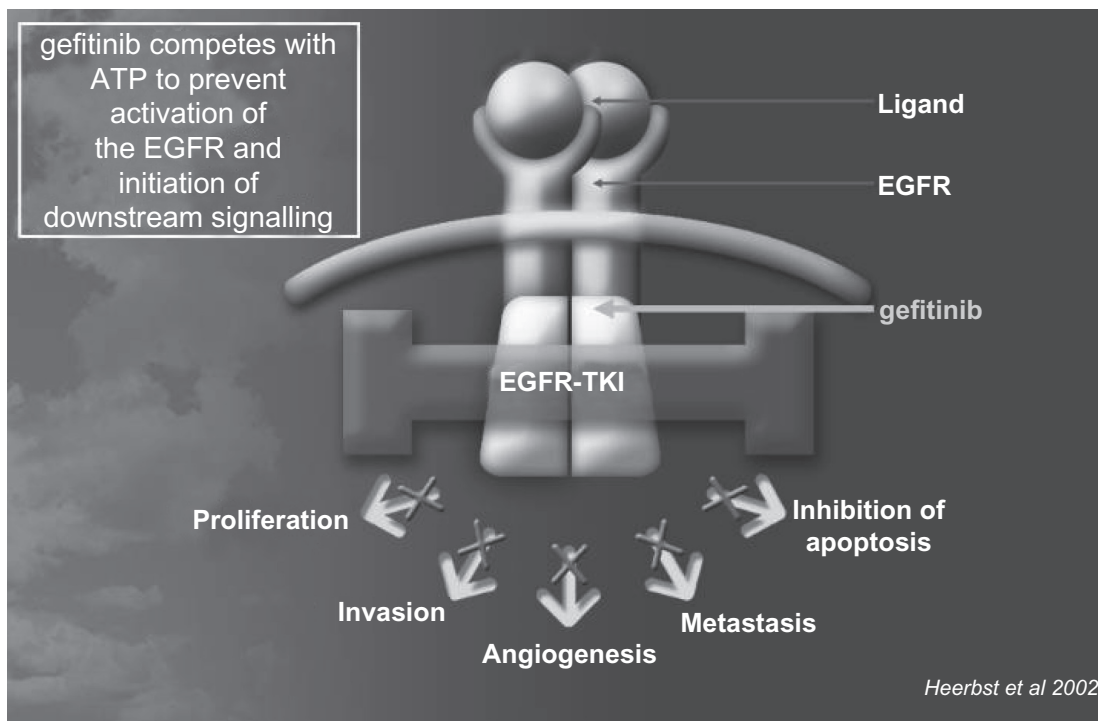 gefitinib competes with
ATP to prevent
activation of
the EGFR and
initiation of
downstream signalling
Ligand
EGFR
gefitinib
EGFR-TKI
Proliferation
Inhibition of
apoptosis
Invasion
Metastasis
Angiogenesis
Heerbst et al 2002